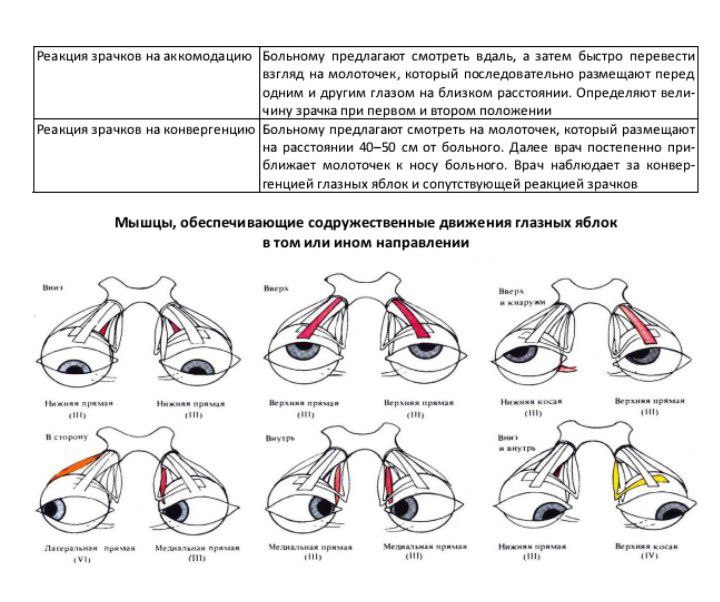 Реакция зрачков на аккомодацию
Больному предлагают смотреть вдаль, а затем быстро перевести
взгляд на молоточек, который последовательно размещают перед
одним и другим глазом на близком расстоянии. Определяют вели-
чину зрачка при первом и втором положении
Реакция зрачков на конвергенцию
Больному предлагают смотреть на молоточек, который размещают
на расстоянии 40–50 см от больного. Далее врач постепенно при-
ближает молоточек к носу больного. Врач наблюдает за конвер-
генцией глазных яблок и сопутствующей реакцией зрачков
Мышцы, обеспечивающие содружественные движения глазных яблок
в том или ином направлении
Вниз
Нижняя прямая
(III)
Нижняя прямая
(III)
Вверх
Верхняя прямая
(III)
Верхняя прямая
(III)
Вверх
и кнаружи
Нижняя косая
(III)
Верхняя прямая
(III)
В сторону
Латеральная прямая
(VI)
Медиальная прямая
(III)
Внутрь
Медиальная прямая
(III)
Медиальная прямая
(III)
Вниз
и внутрь
Нижняя прямая
(III)
Верхняя косая
(IV)